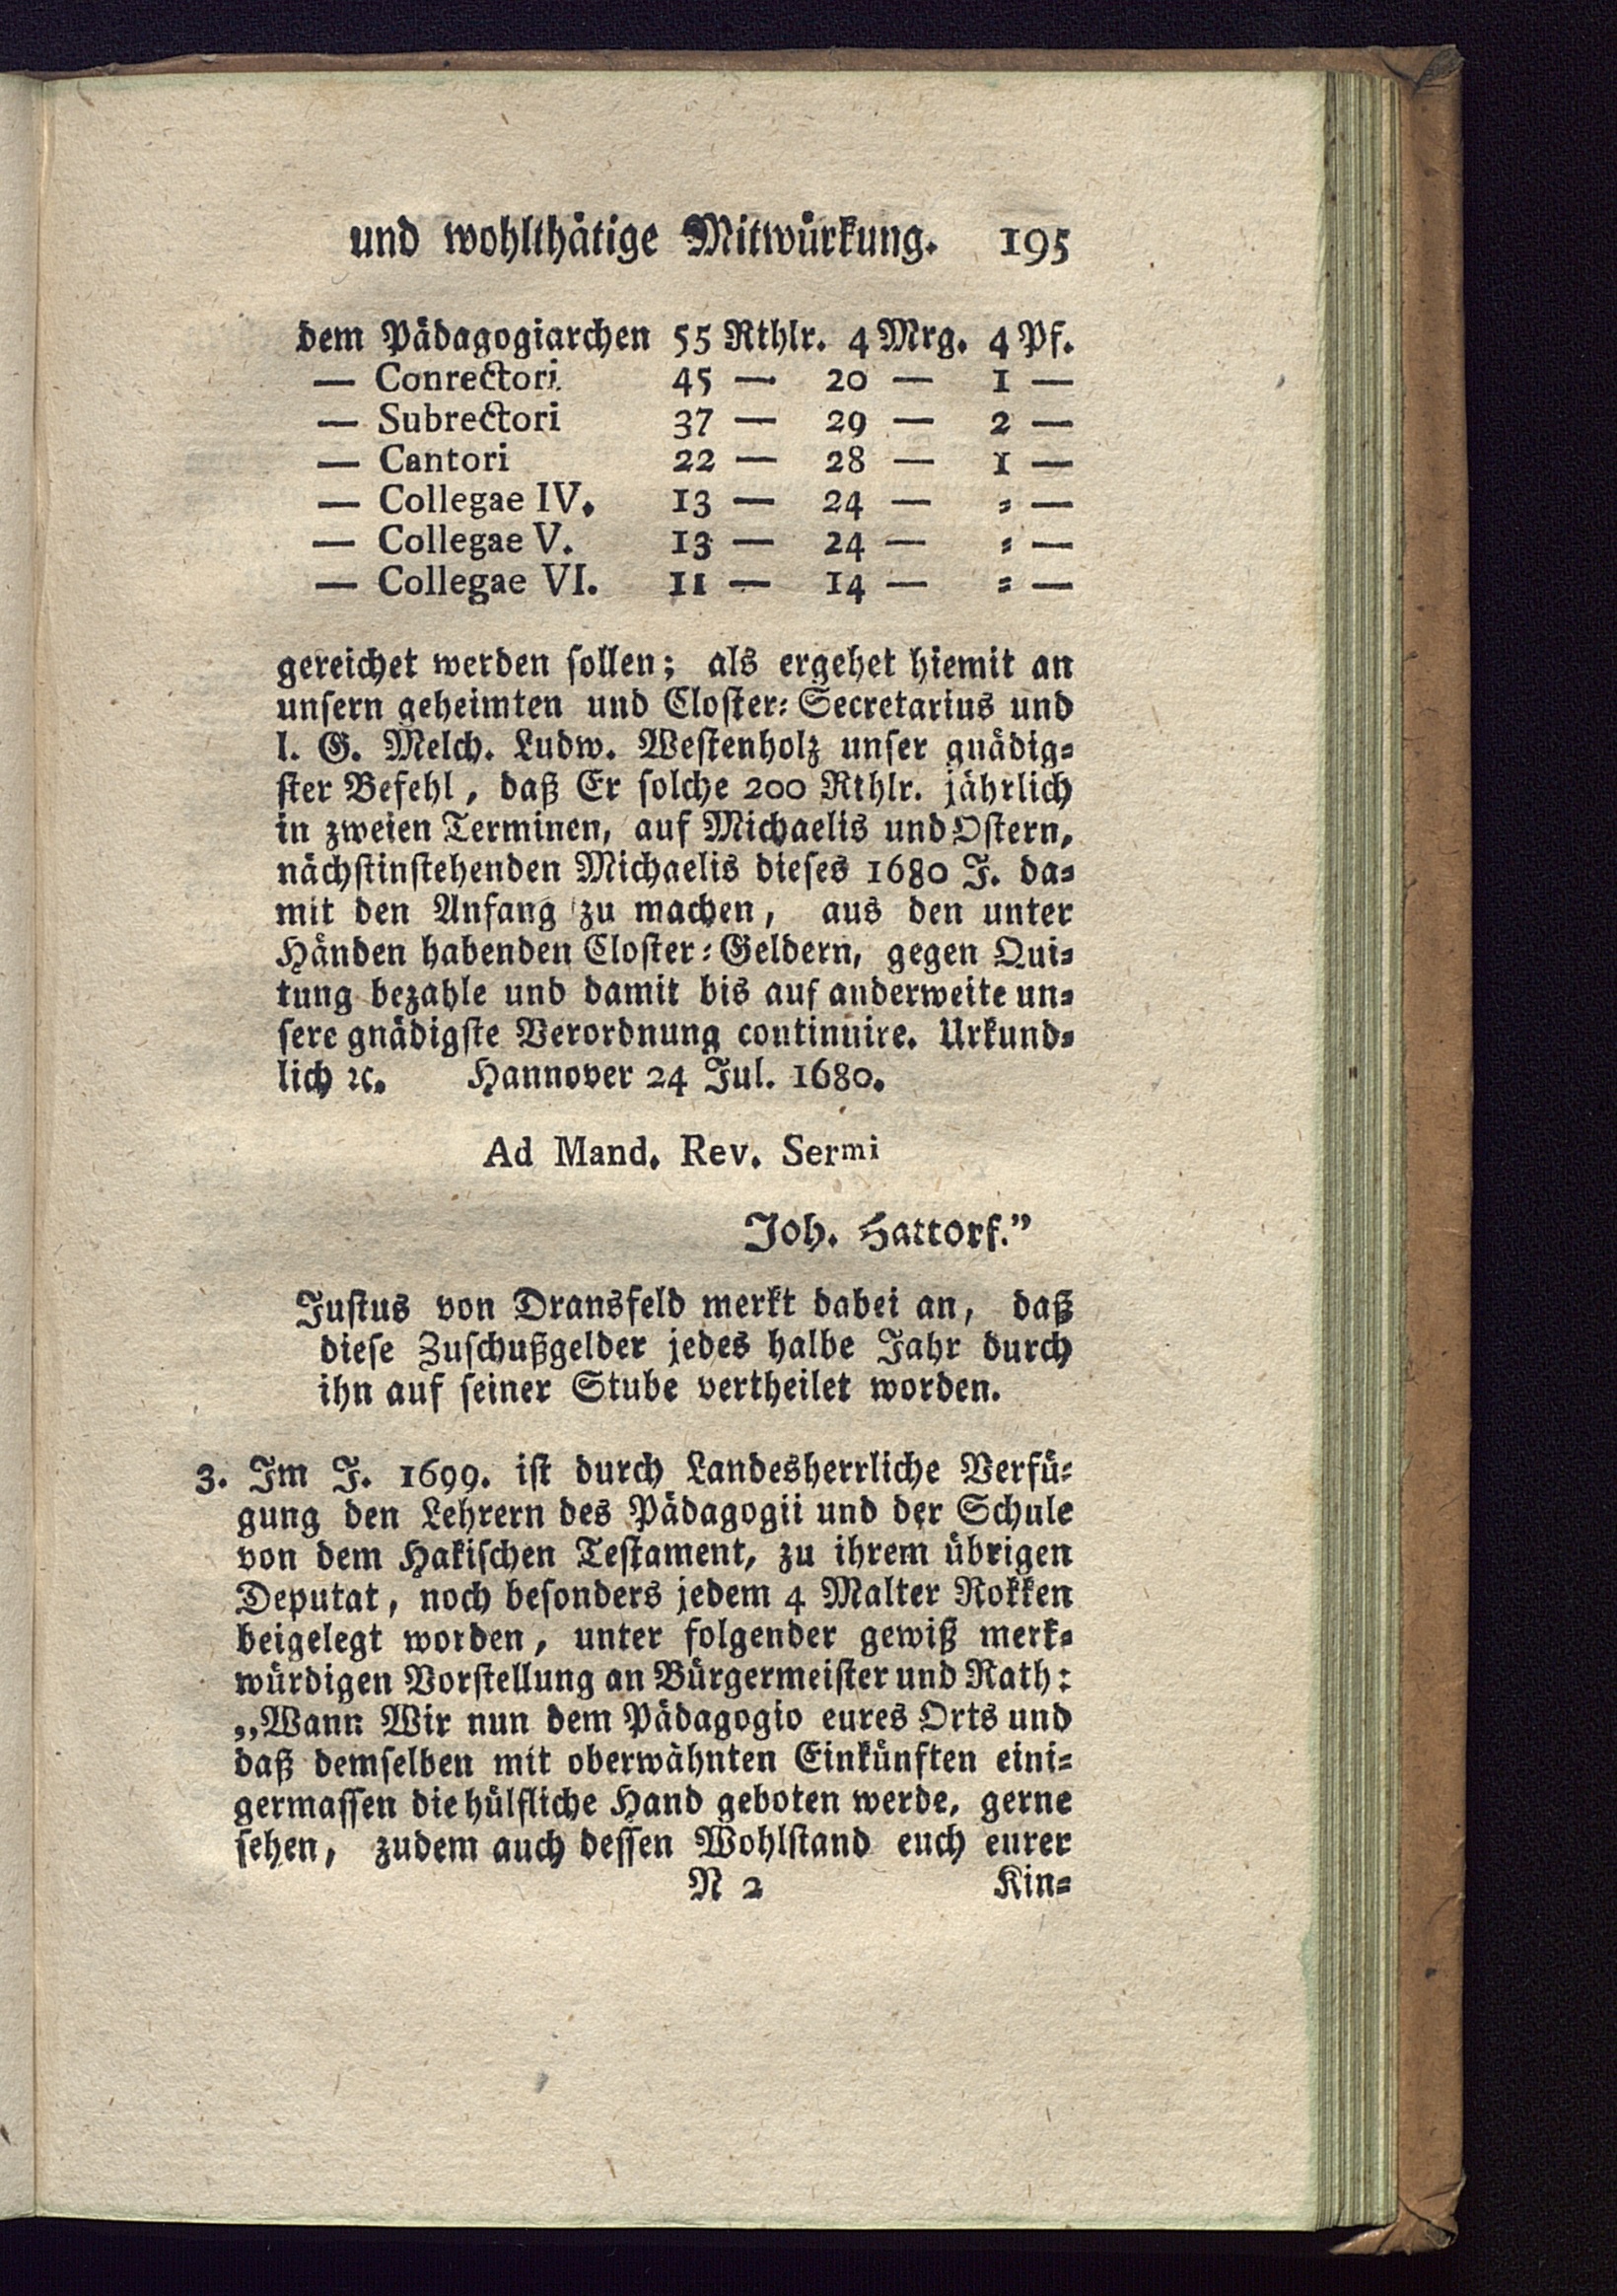 und wohlthätige Mitwürkung. 195
dem Pädagogiarchen 55 Rthlr. 4 Mrg. 4 Pf.
— Conrectori 45 — 20 — 1 —
— Subrectori 37 — 29 — 2 —
— Cantori 22 — 28 — 1 —
— Collegae IV. 13 — 24 — = —
— Collegae V. 13 — 24 — = —
— Collegae VI. 11 — 14 — = —
gereichet werden sollen; als ergehet hiemit an
unsern geheimten und Closter-Secretarius und
l. G. Melch. Ludw. Westenholz unser gnädig-
ster Befehl, daß Er solche 200 Rthlr. jährlich
in zweien Terminen, auf Michaelis und Ostern,
nächstinstehenden Michaelis dieses 1680 J. da-
mit den Anfang zu machen, aus den unter
Händen habenden Closter-Geldern, gegen Qui-
tung bezahle und damit bis auf anderweite un-
sere gnädigste Verordnung continuire. Urkund-
lich ꝛc. Hannover 24 Jul. 1680.
Ad Mand. Rev. Sermi
Joh. Hattorf.”
Justus von Dransfeld merkt dabei an, daß
diese Zuschußgelder jedes halbe Jahr durch
ihn auf seiner Stube vertheilet worden.
3. Im J. 1699. ist durch Landesherrliche Verfü-
gung den Lehrern des Pädagogii und der Schule
von dem Hakischen Testament, zu ihrem übrigen
Deputat, noch besonders jedem 4 Malter Rokken
beigelegt worden, unter folgender gewiß merk-
würdigen Vorstellung an Bürgermeister und Rath:
„Wann Wir nun dem Pädagogio eures Orts und
daß demselben mit oberwähnten Einkünften eini-
germassen die hülfliche Hand geboten werde, gerne
sehen, zudem auch dessen Wohlstand euch eurer
N 2 Kin-